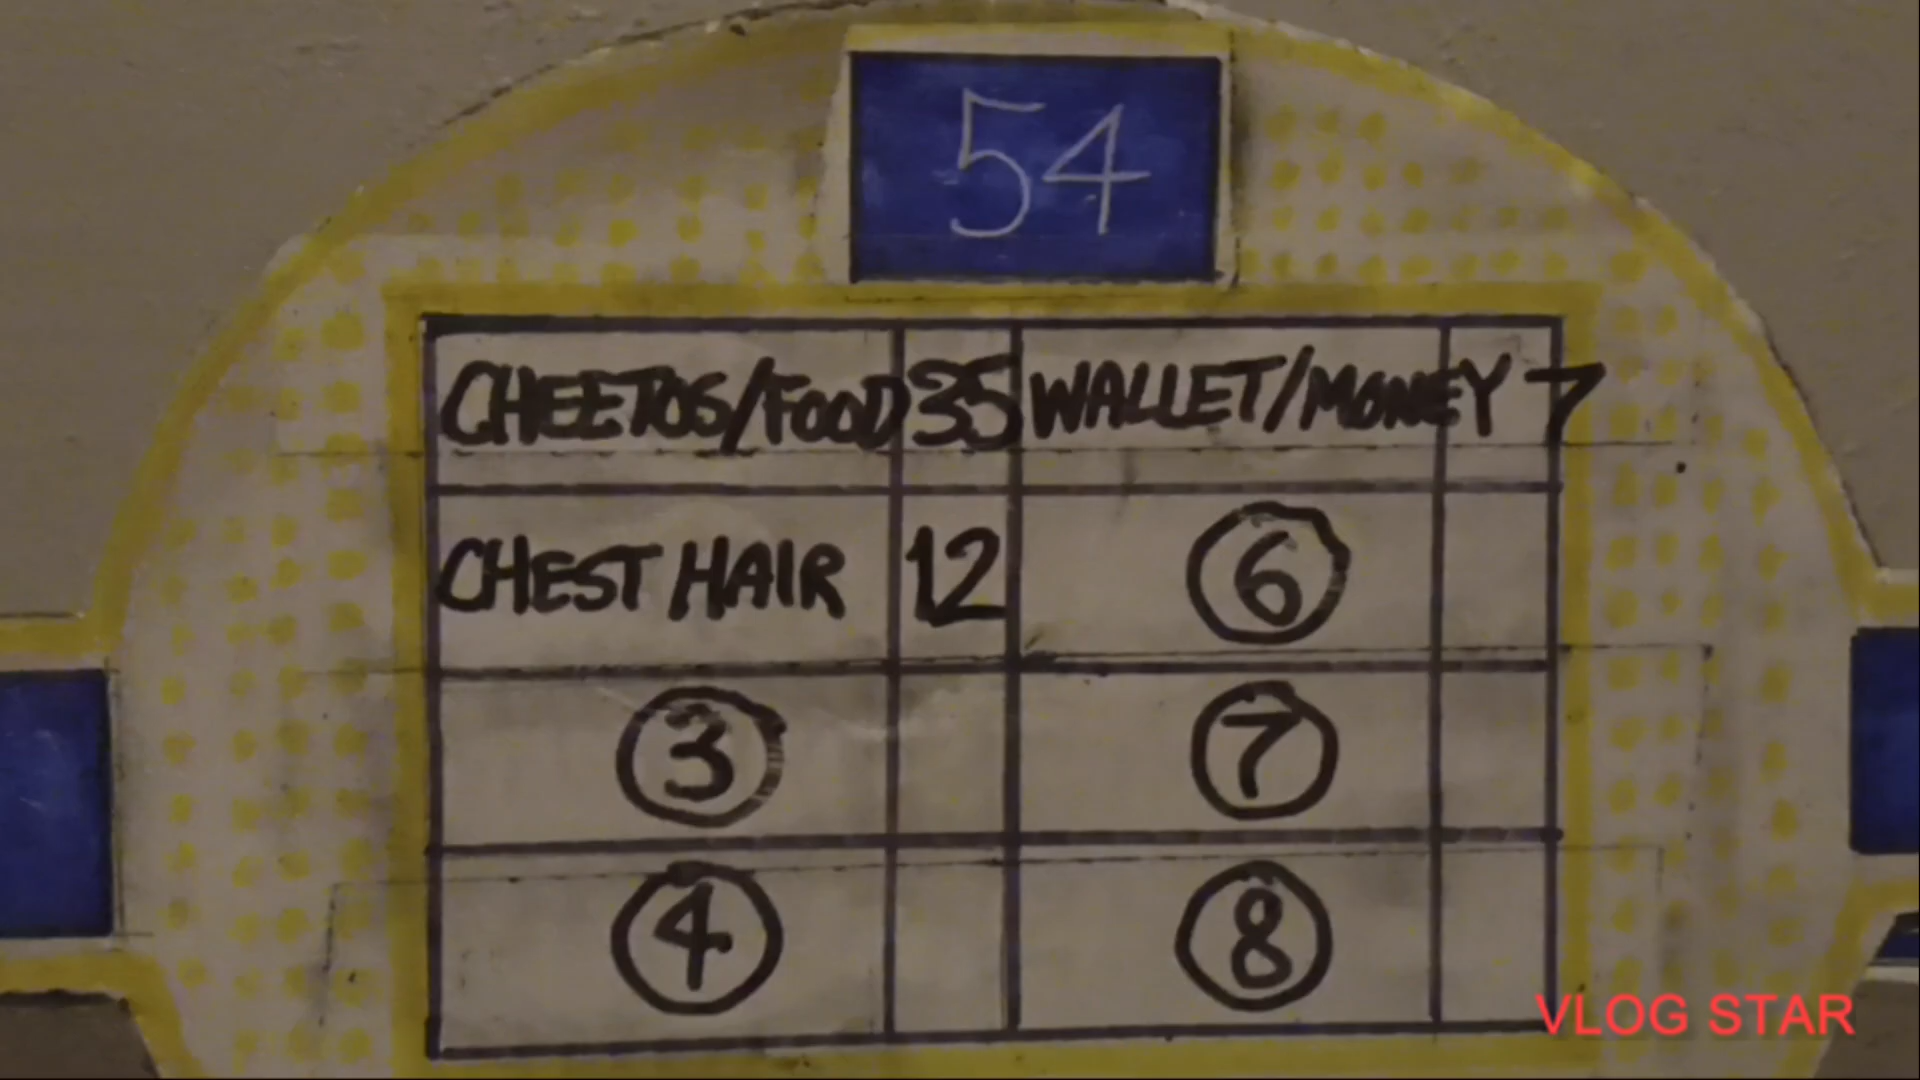 54
CHEETOS/FOOD 35 WALLET/MONEY 7
CHEST HAIR 12 6
3 7
4 8
VLOG STAR